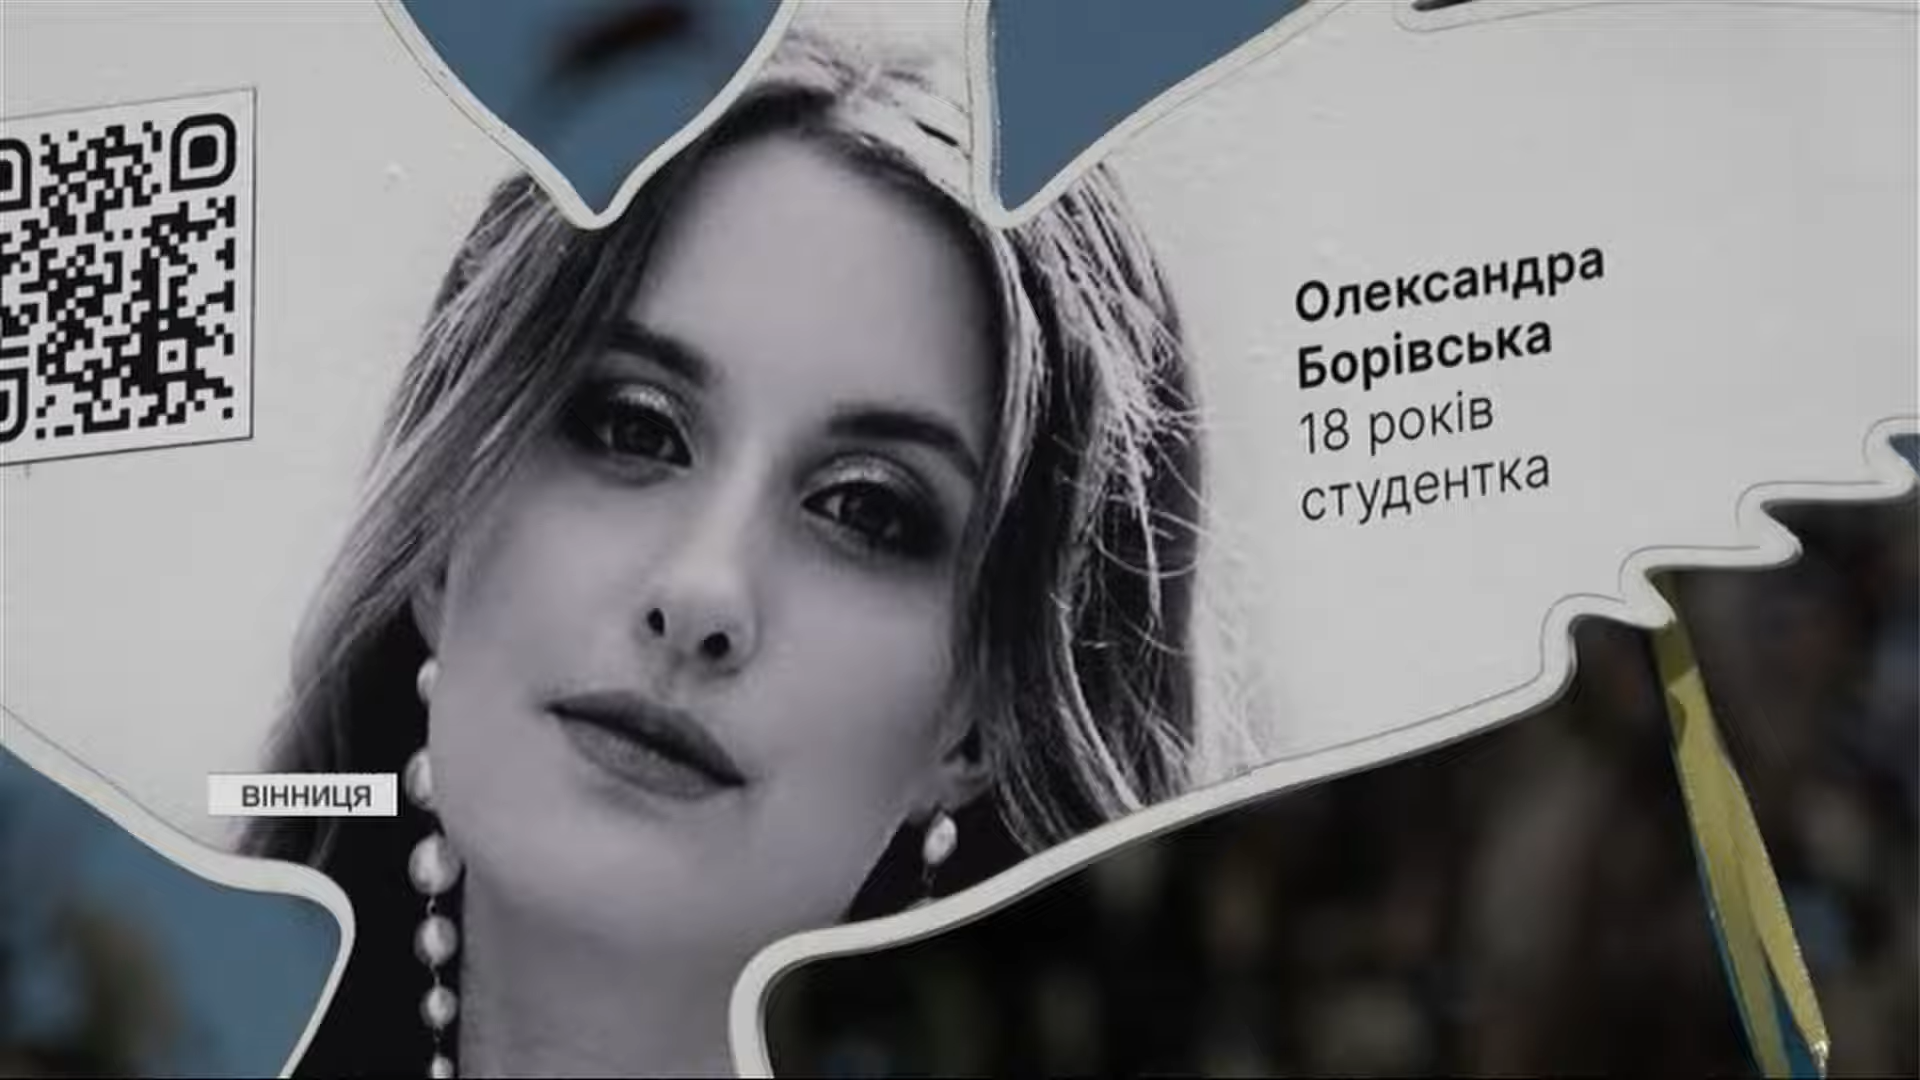 Олександра
Борівська
18 років
студентка
ВІННИЦЯ